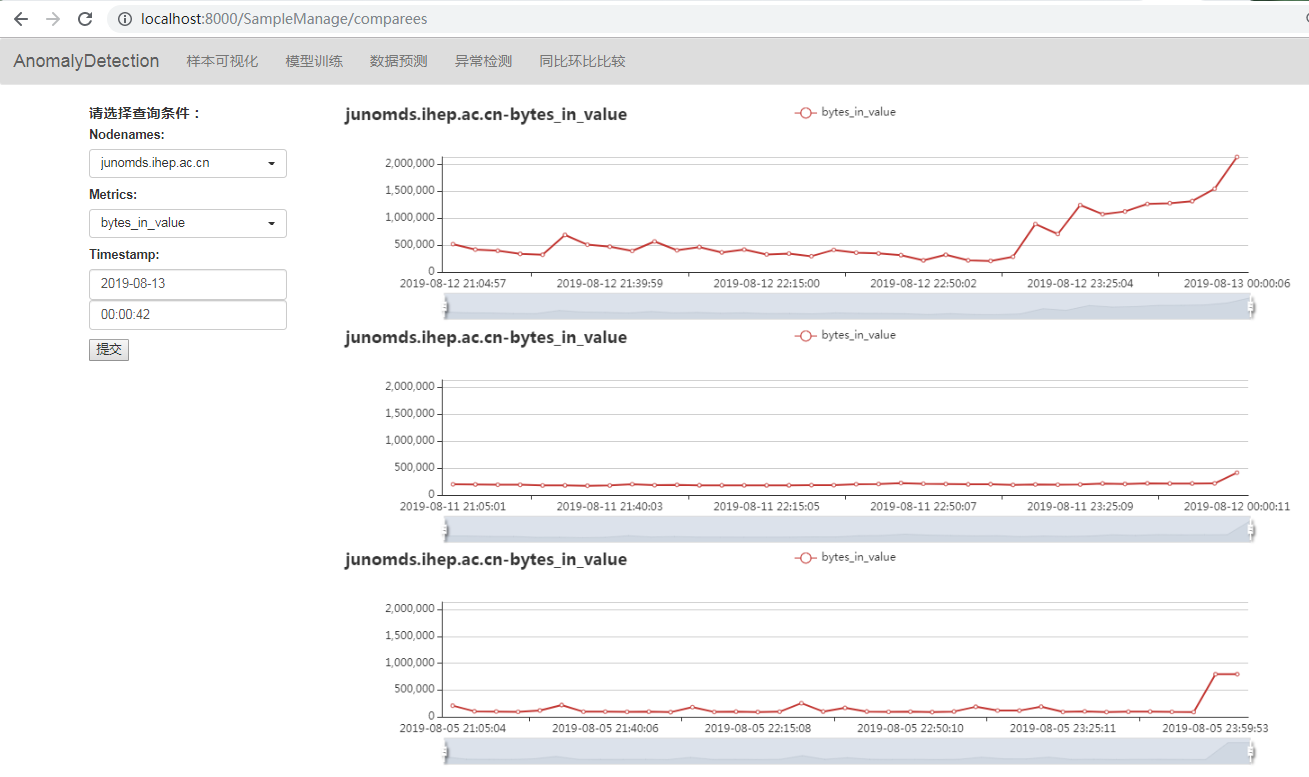 localhost:8000/SampleManage/comparees
AnomalyDetection 样本可视化 模型训练 数据预测 异常检测 同比环比比较
请选择查询条件：
Nodenames:
junomds.ihep.ac.cn
Metrics:
bytes_in_value
Timestamp:
2019-08-13
00:00:42
提交
junomds.ihep.ac.cn-bytes_in_value
bytes_in_value
2,000,000
1,500,000
1,000,000
500,000
0
2019-08-12 21:04:57 2019-08-12 21:39:59 2019-08-12 22:15:00 2019-08-12 22:50:02 2019-08-12 23:25:04 2019-08-13 00:00:06
junomds.ihep.ac.cn-bytes_in_value
bytes_in_value
2,000,000
1,500,000
1,000,000
500,000
0
2019-08-11 21:05:01 2019-08-11 21:40:03 2019-08-11 22:15:05 2019-08-11 22:50:07 2019-08-11 23:25:09 2019-08-12 00:00:11
junomds.ihep.ac.cn-bytes_in_value
bytes_in_value
2,000,000
1,500,000
1,000,000
500,000
0
2019-08-05 21:05:04 2019-08-05 21:40:06 2019-08-05 22:15:08 2019-08-05 22:50:10 2019-08-05 23:25:11 2019-08-05 23:59:53